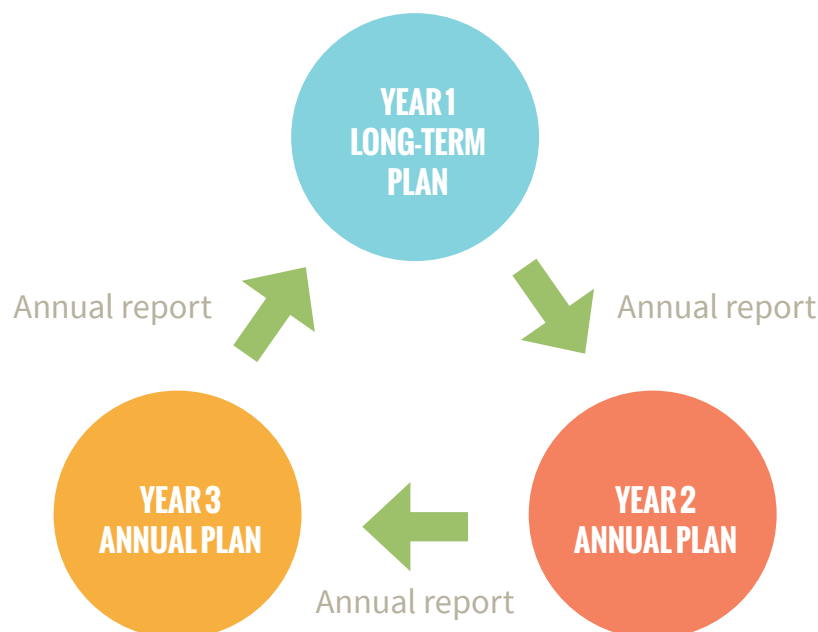 YEAR 1
LONG-TERM
PLAN
Annual report
Annual report
YEAR 3
ANNUAL PLAN
YEAR 2
ANNUAL PLAN
Annual report